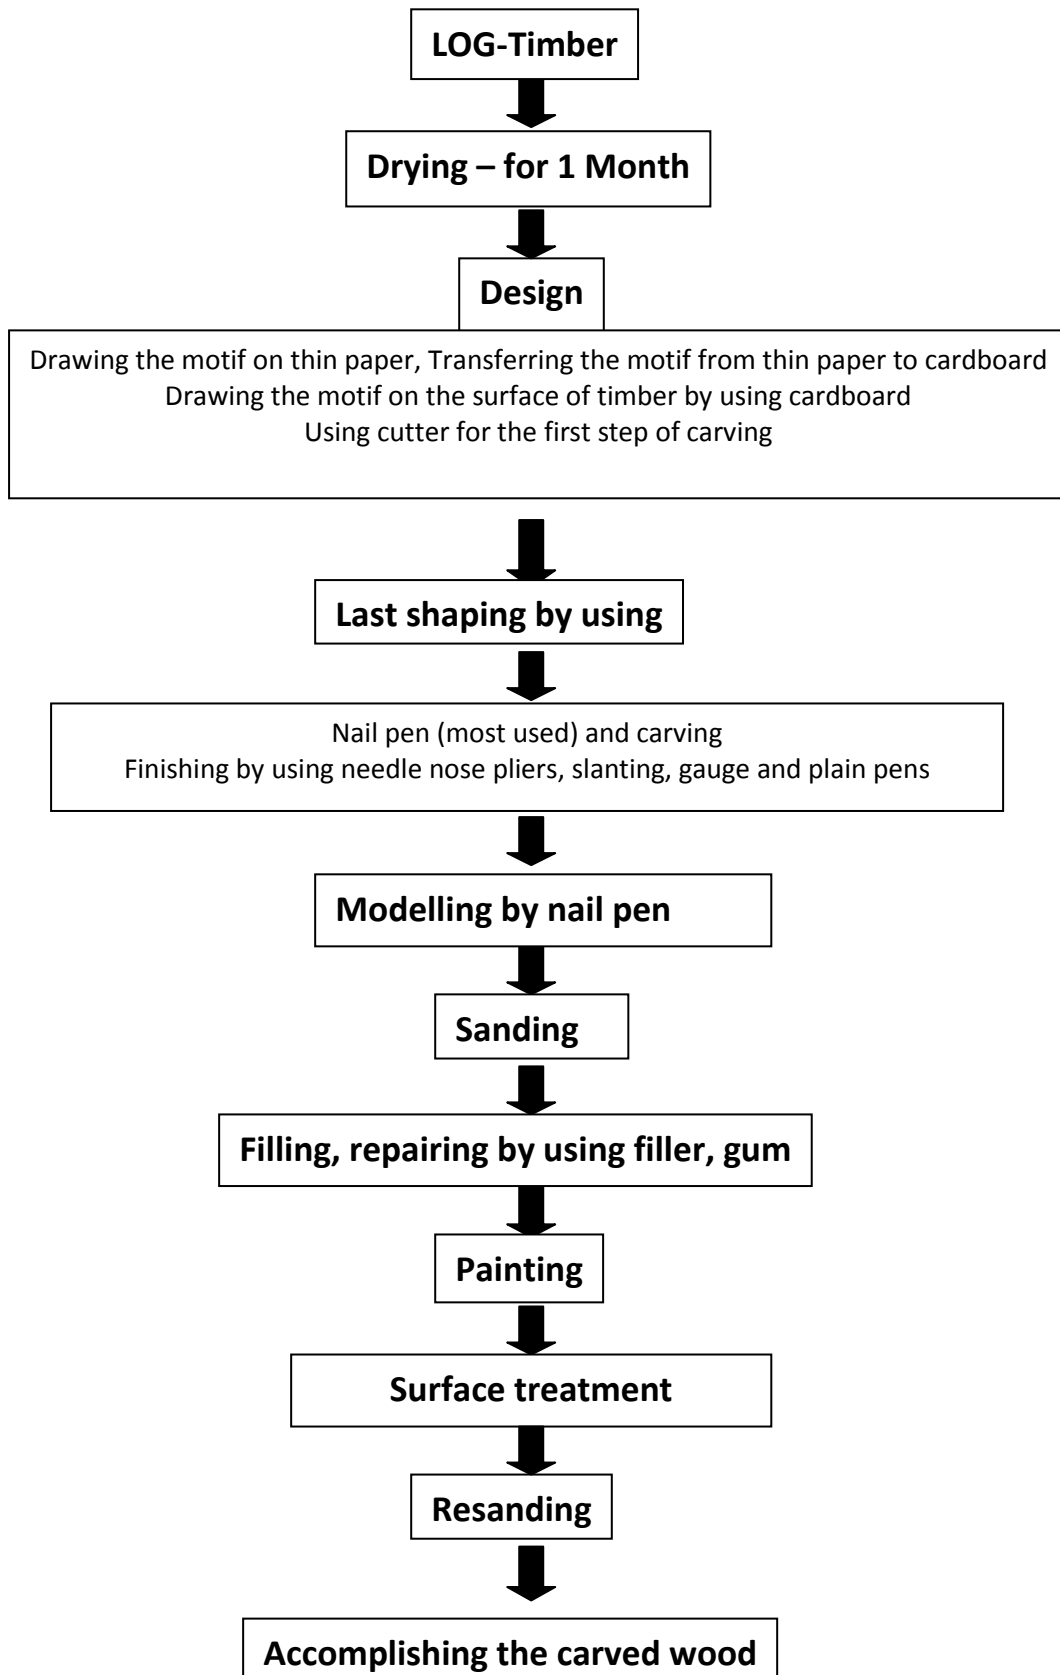 LOG-Timber
Drying – for 1 Month
Design
Drawing the motif on thin paper, Transferring the motif from thin paper to cardboard
Drawing the motif on the surface of timber by using cardboard
Using cutter for the first step of carving
Last shaping by using
Nail pen (most used) and carving
Finishing by using needle nose pliers, slanting, gauge and plain pens
Modelling by nail pen
Sanding
Filling, repairing by using filler, gum
Painting
Surface treatment
Resanding
Accomplishing the carved wood